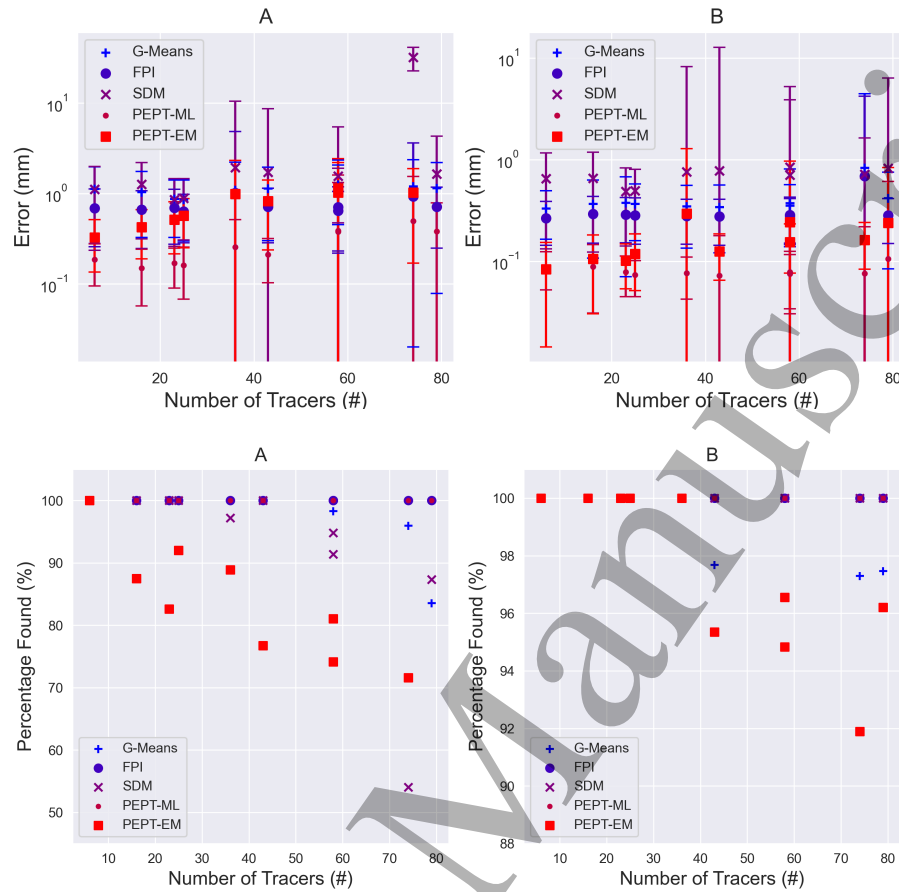 A
B
G-Means
FPI
SDM
PEPT-ML
PEPT-EM
G-Means
FPI
SDM
PEPT-ML
PEPT-EM
Error (mm)
10¹
10⁰
10⁻¹
Error (mm)
10¹
10⁰
10⁻¹
20 40 60 80
20 40 60 80
Number of Tracers (#)
Number of Tracers (#)
A
B
Percentage Found (%)
100
90
80
70
60
50
Percentage Found (%)
100
98
96
94
92
90
88
G-Means
FPI
SDM
PEPT-ML
PEPT-EM
G-Means
FPI
SDM
PEPT-ML
PEPT-EM
10 20 30 40 50 60 70 80
10 20 30 40 50 60 70 80
Number of Tracers (#)
Number of Tracers (#)
Manuscri